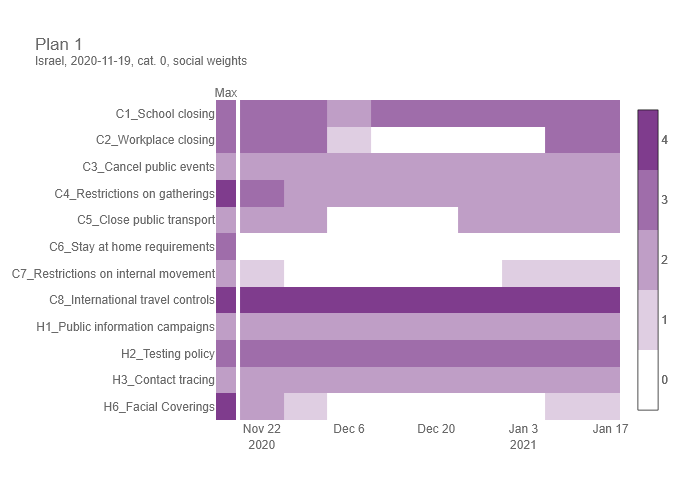 Plan 1
Israel, 2020-11-19, cat. 0, social weights
Max
C1_School closing
C2_Workplace closing
C3_Cancel public events
C4_Restrictions on gatherings
C5_Close public transport
C6_Stay at home requirements
C7_Restrictions on internal movement
C8_International travel controls
H1_Public information campaigns
H2_Testing policy
H3_Contact tracing
H6_Facial Coverings
Nov 22 Dec 6 Dec 20 Jan 3 Jan 17
2020 2021
4
3
2
1
0